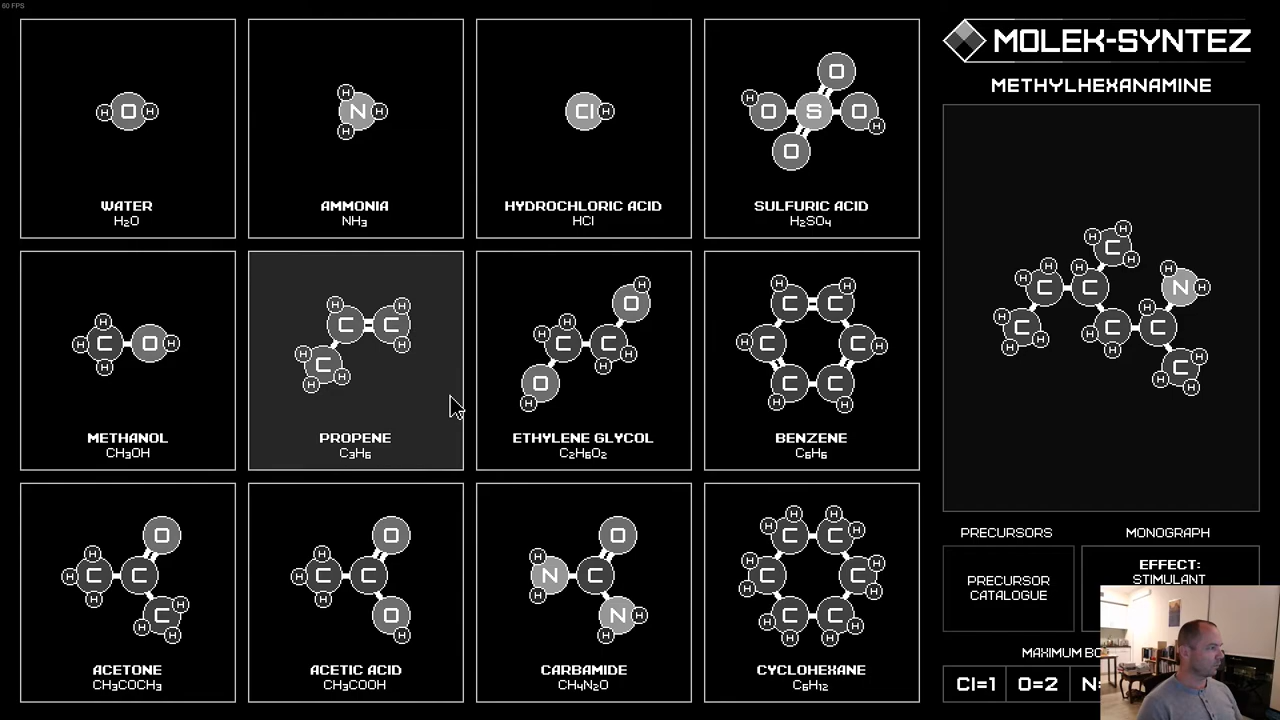 60 FPS
MOLEK-SYNTEZ
METHYLHEXANAMINE
H O H
WATER
H₂O
H N H H
AMMONIA
NH₃
Cl H
HYDROCHLORIC ACID
HCl
O H O S O H O
SULFURIC ACID
H₂SO₄
H H C O H H
METHANOL
CH₃OH
H H C C H H C H H
PROPENE
C₃H₆
H O H H C C H H O H
ETHYLENE GLYCOL
C₂H₆O₂
H H C C H C C H C C H H
BENZENE
C₆H₆
H H C H H C H H N H H C C H H H C H H H C C H H H H C H H
O H H C C H C H H H
ACETONE
CH₃COCH₃
O H H C C H O H
ACETIC ACID
CH₃COOH
O H N C H N H H
CARBAMIDE
CH₄N₂O
H H H C C H H C C H H H H C C H H H
CYCLOHEXANE
C₆H₁₂
PRECURSORS
MONOGRAPH
PRECURSOR
CATALOGUE
EFFECT:
STIMULANT
MAXIMUM
Cl=1
O=2